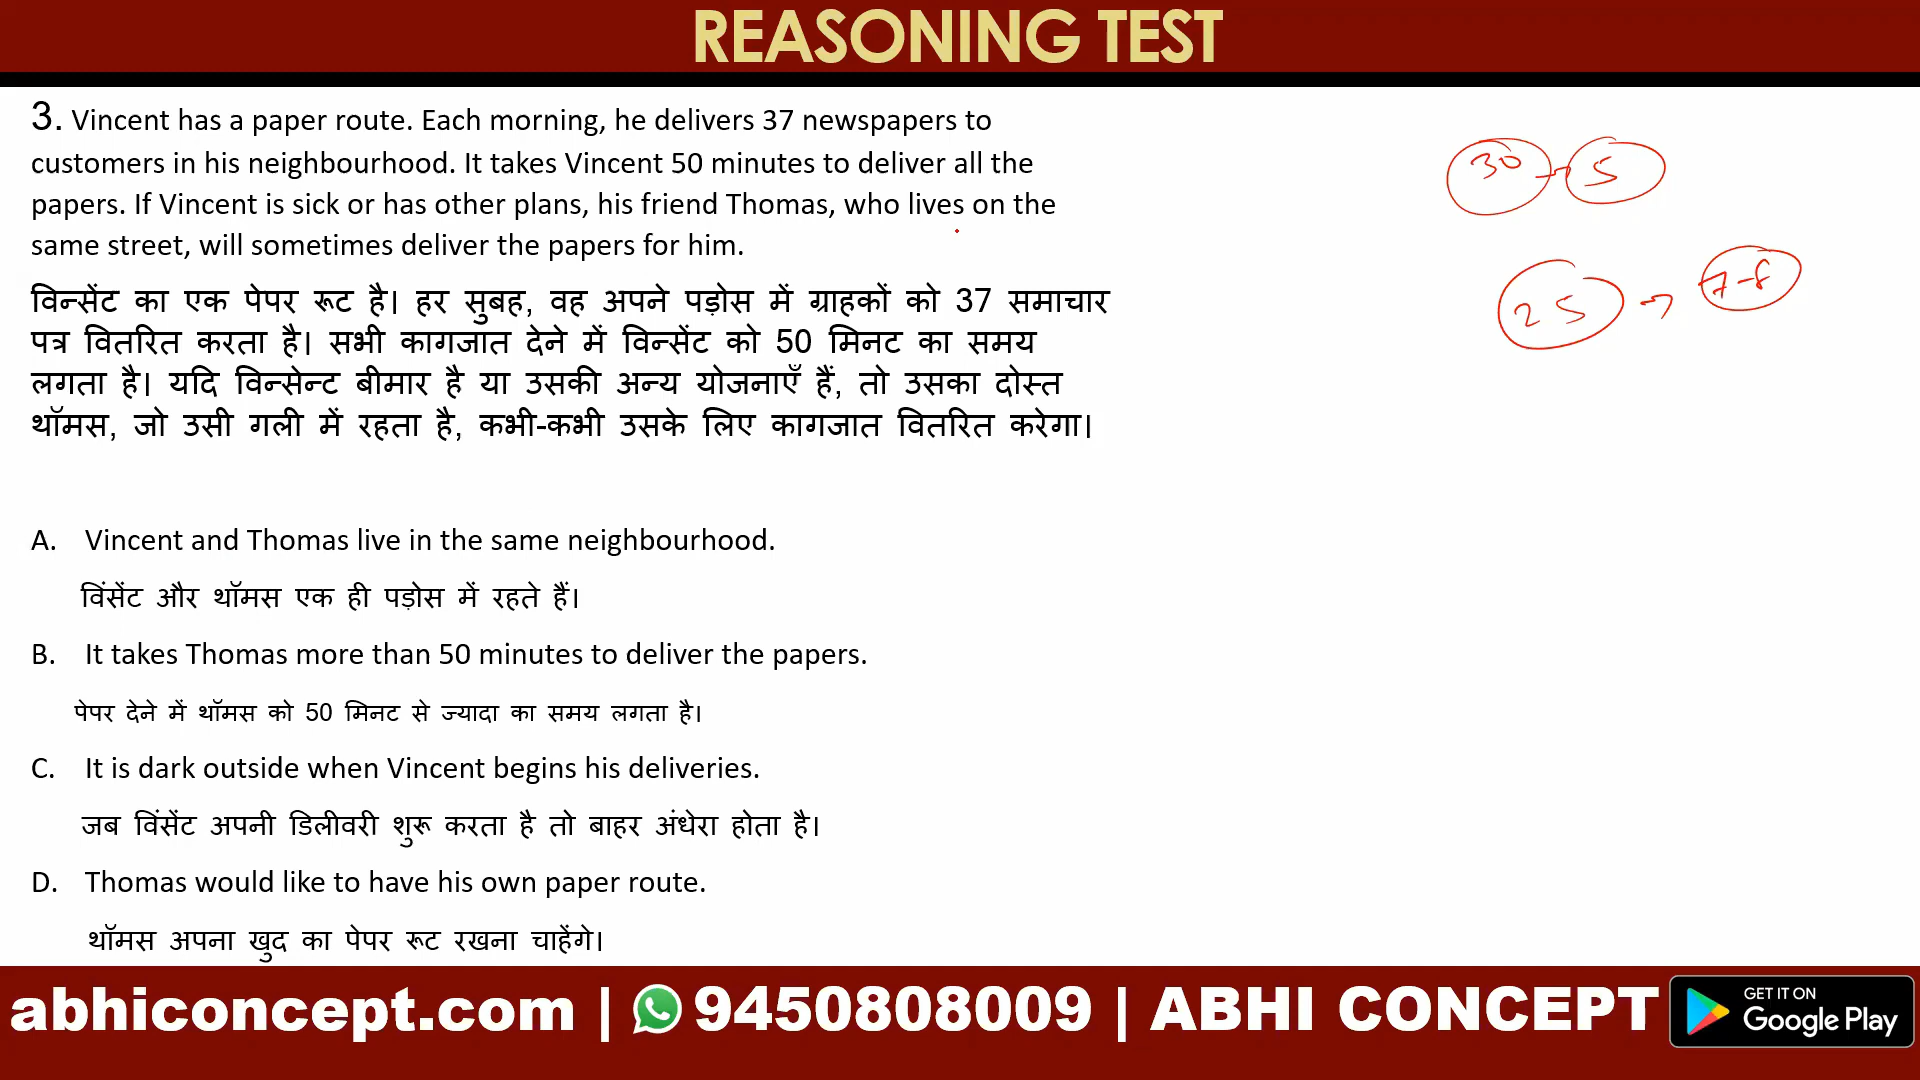 REASONING TEST
3. Vincent has a paper route. Each morning, he delivers 37 newspapers to
customers in his neighbourhood. It takes Vincent 50 minutes to deliver all the
papers. If Vincent is sick or has other plans, his friend Thomas, who lives on the
same street, will sometimes deliver the papers for him.
विन्सेंट का एक पेपर रूट है। हर सुबह, वह अपने पड़ोस में ग्राहकों को 37 समाचार
पत्र वितरित करता है। सभी कागजात देने में विन्सेंट को 50 मिनट का समय
लगता है। यदि विन्सेन्ट बीमार है या उसकी अन्य योजनाएँ हैं, तो उसका दोस्त
थॉमस, जो उसी गली में रहता है, कभी-कभी उसके लिए कागजात वितरित करेगा।
30 → 5
25 → 7-8
A. Vincent and Thomas live in the same neighbourhood.
विंसेंट और थॉमस एक ही पड़ोस में रहते हैं।
B. It takes Thomas more than 50 minutes to deliver the papers.
पेपर देने में थॉमस को 50 मिनट से ज्यादा का समय लगता है।
C. It is dark outside when Vincent begins his deliveries.
जब विंसेंट अपनी डिलीवरी शुरू करता है तो बाहर अंधेरा होता है।
D. Thomas would like to have his own paper route.
थॉमस अपना खुद का पेपर रूट रखना चाहेंगे।
abhiconcept.com | 9450808009 | ABHI CONCEPT
GET IT ON
Google Play